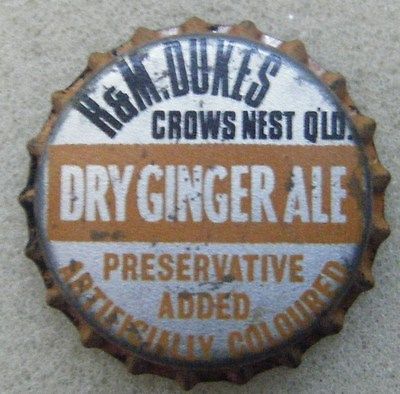 H&M. DUKES
CROWS NEST QLD.
DRY GINGER ALE
PRESERVATIVE
ADDED
ARTIFICIALLY COLOURED